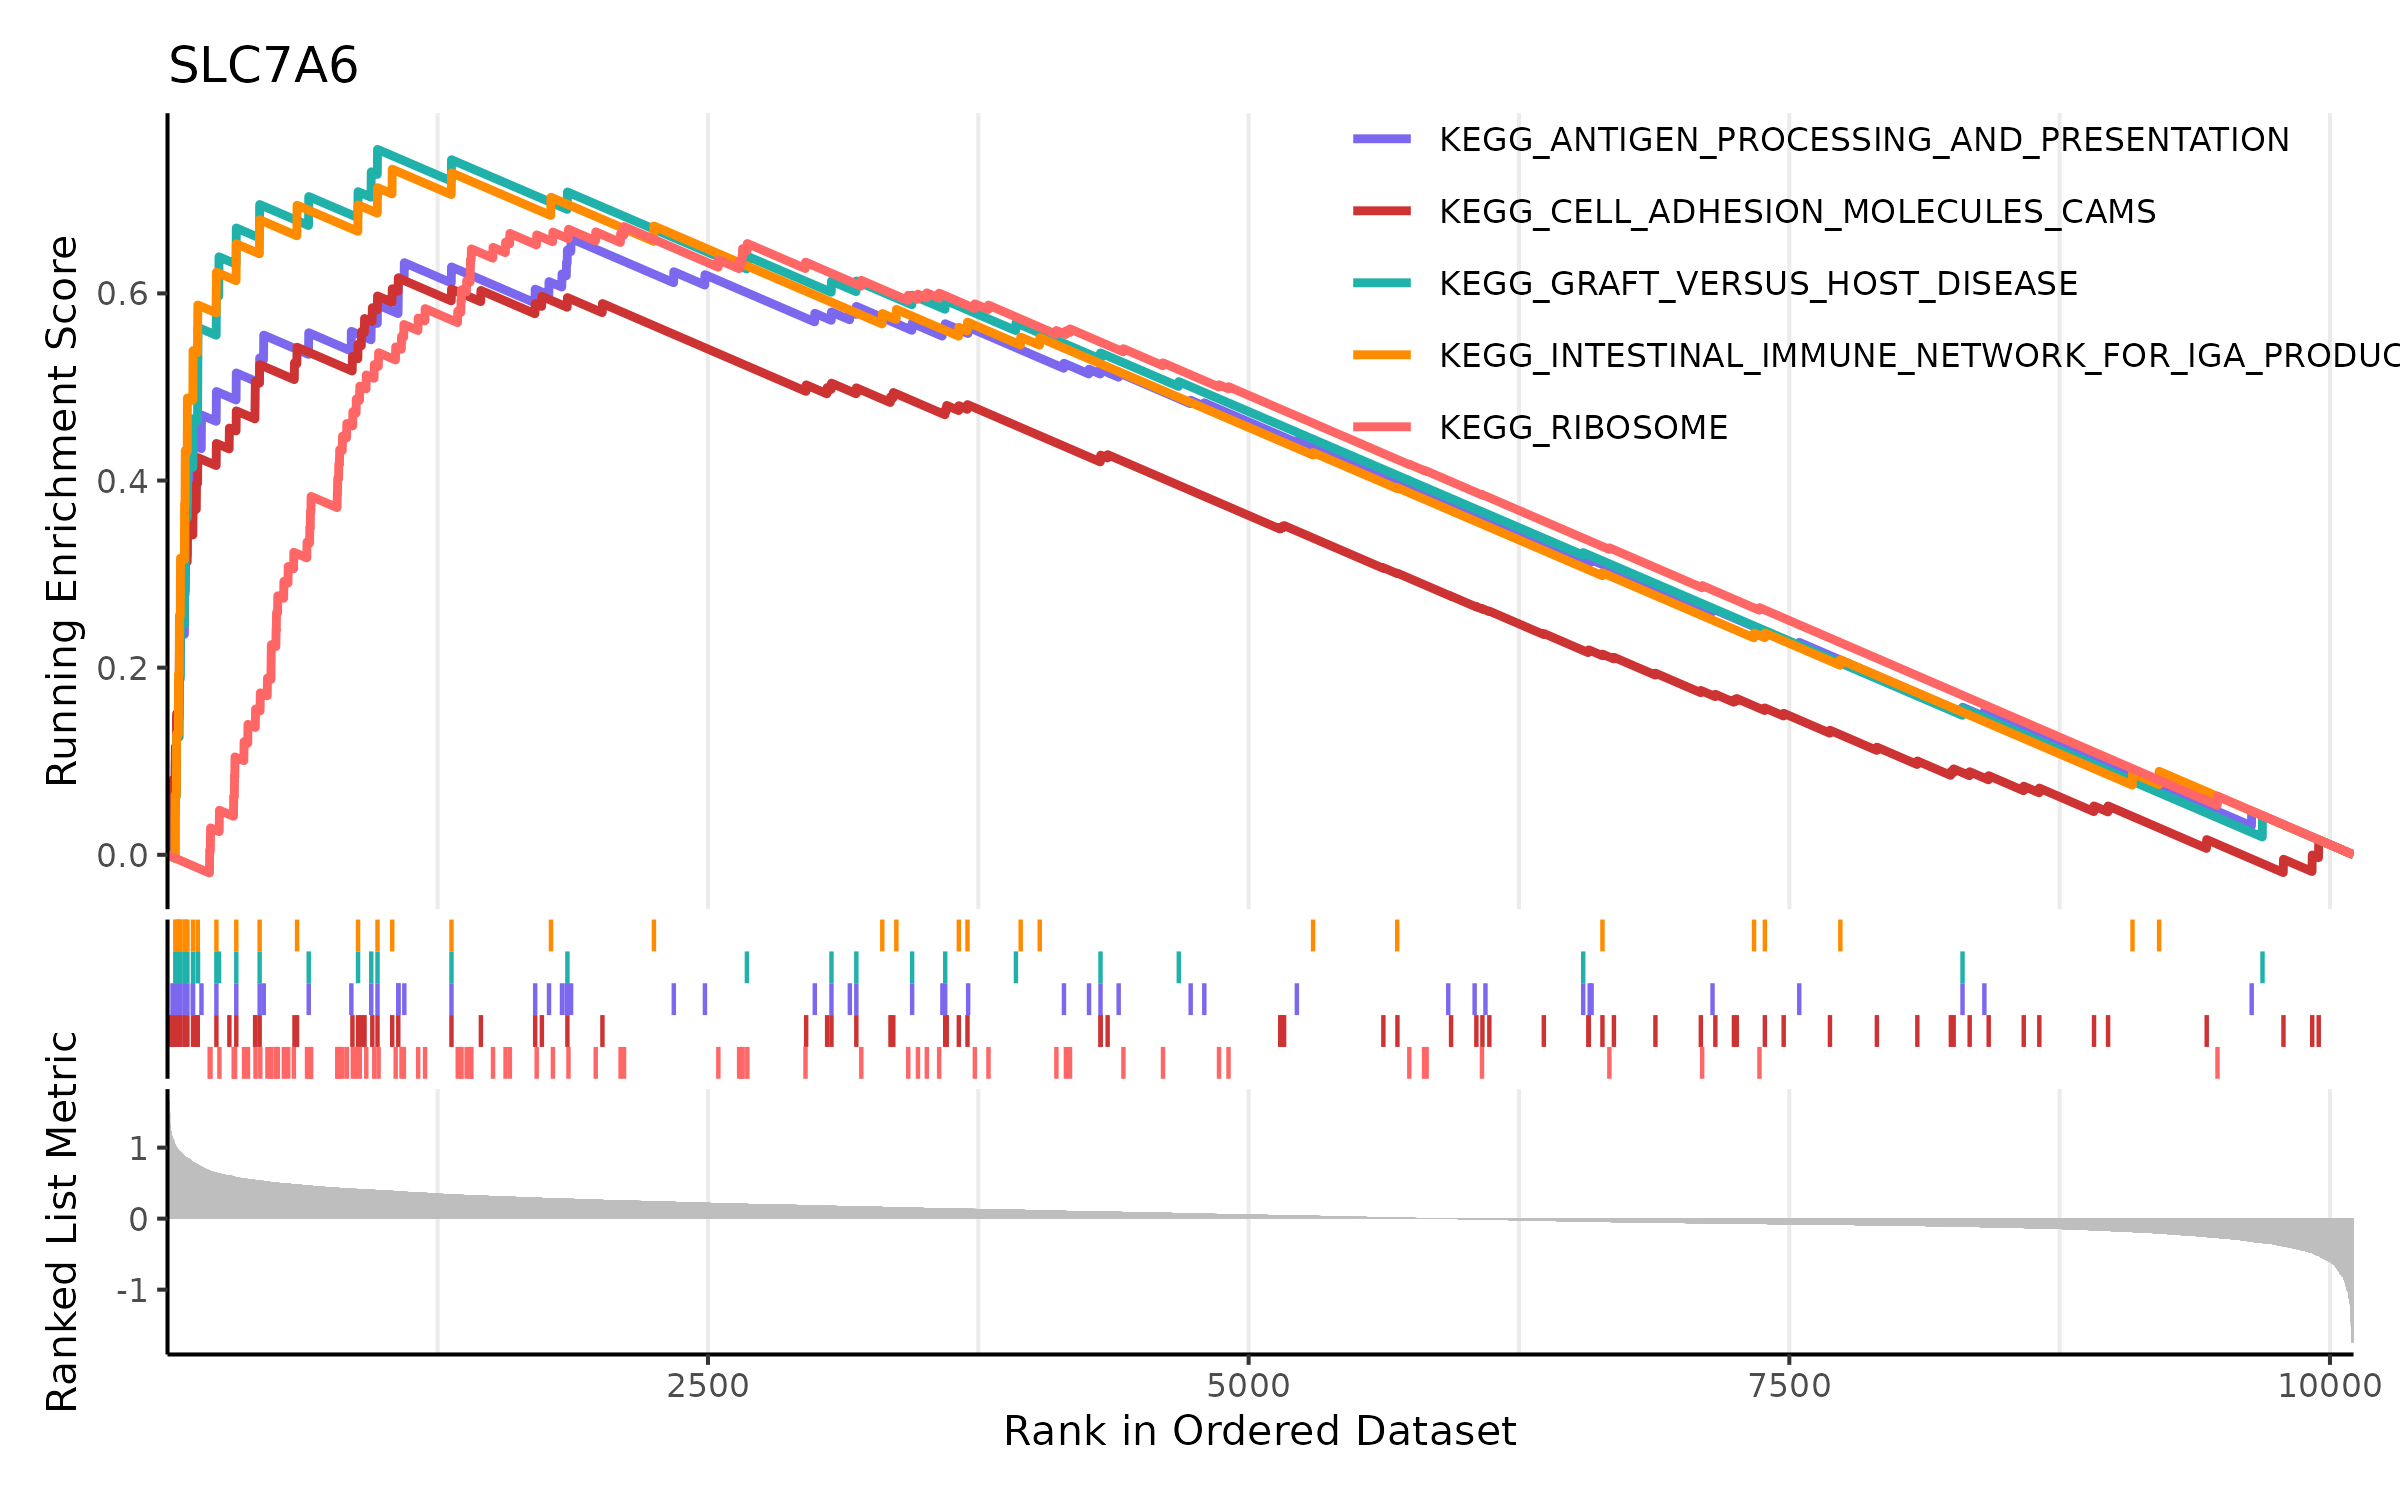 SLC7A6
KEGG_ANTIGEN_PROCESSING_AND_PRESENTATION
KEGG_CELL_ADHESION_MOLECULES_CAMS
KEGG_GRAFT_VERSUS_HOST_DISEASE
KEGG_INTESTINAL_IMMUNE_NETWORK_FOR_IGA_PRODUC
KEGG_RIBOSOME
Running Enrichment Score
0.6
0.4
0.2
0.0
Ranked List Metric
1
0
-1
2500 5000 7500 10000
Rank in Ordered Dataset